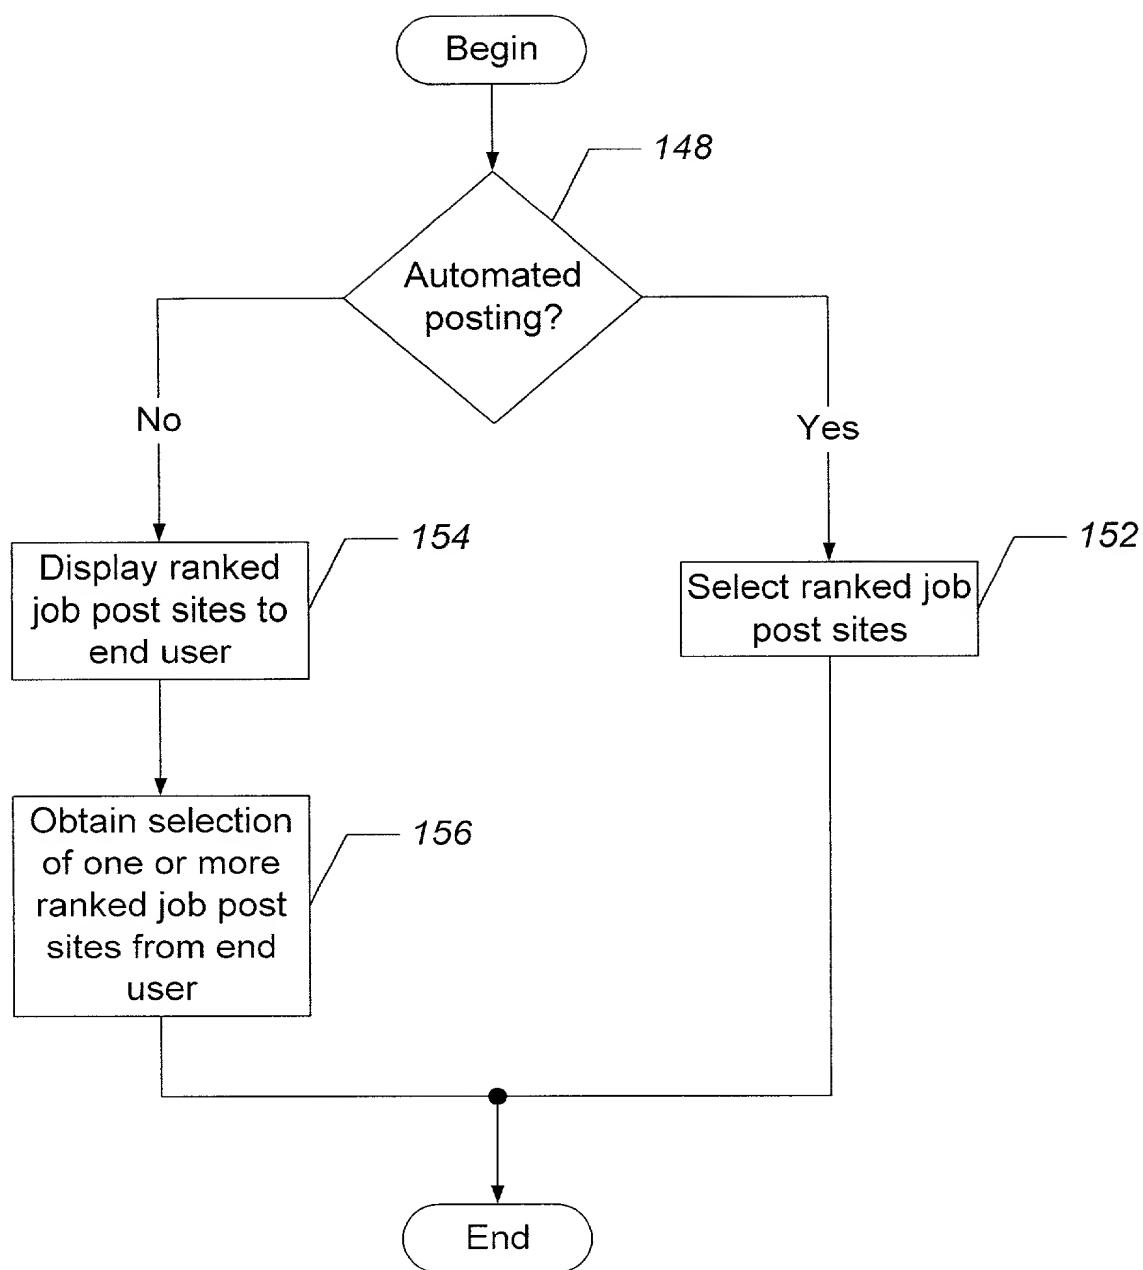 Begin
148
Automated
posting?
No
Yes
154
152
Display ranked
job post sites to
end user
Select ranked job
post sites
156
Obtain selection
of one or more
ranked job post
sites from end
user
End